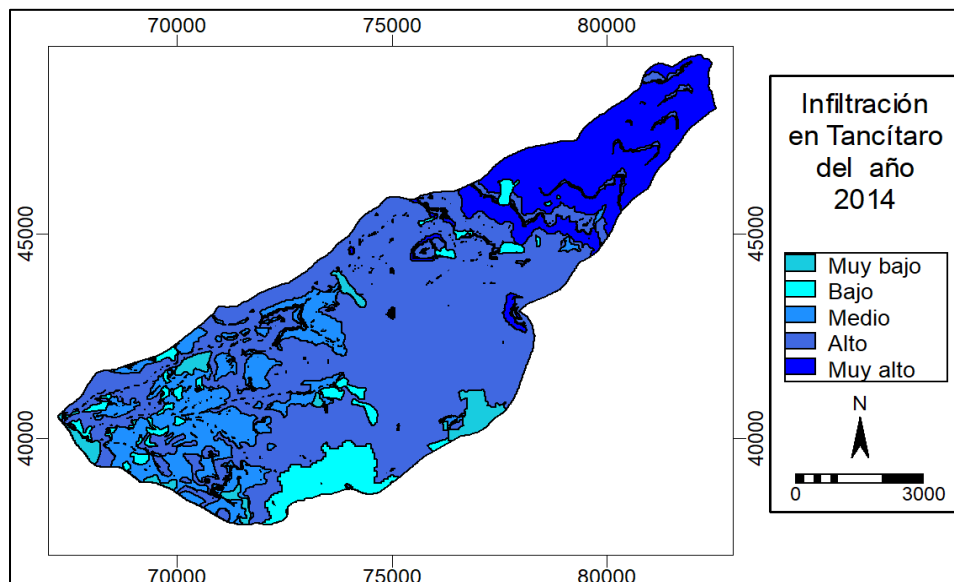 70000 75000 80000
45000 45000
40000 40000
70000 75000 80000
Infiltración
en Tancítaro
del año
2014
Muy bajo
Bajo
Medio
Alto
Muy alto
N
0 3000